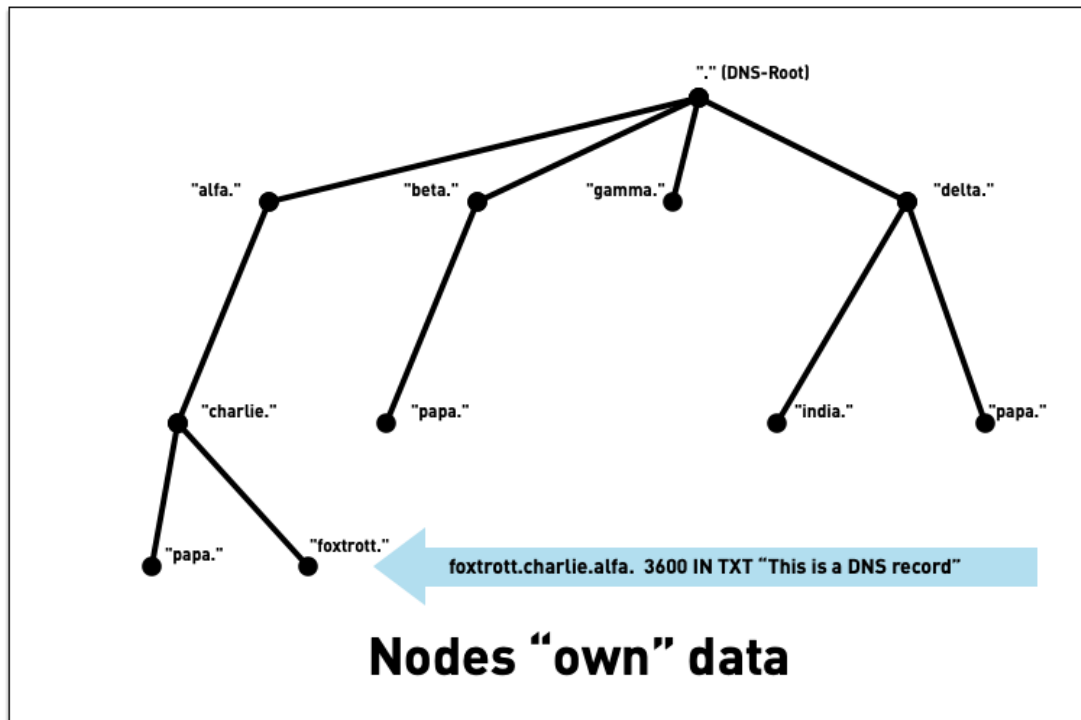 "." (DNS-Root)
"alfa."
"beta."
"gamma."
"delta."
"charlie."
"papa."
"india."
"papa."
"papa."
"foxtrott."
foxtrott.charlie.alfa. 3600 IN TXT “This is a DNS record”
Nodes “own” data